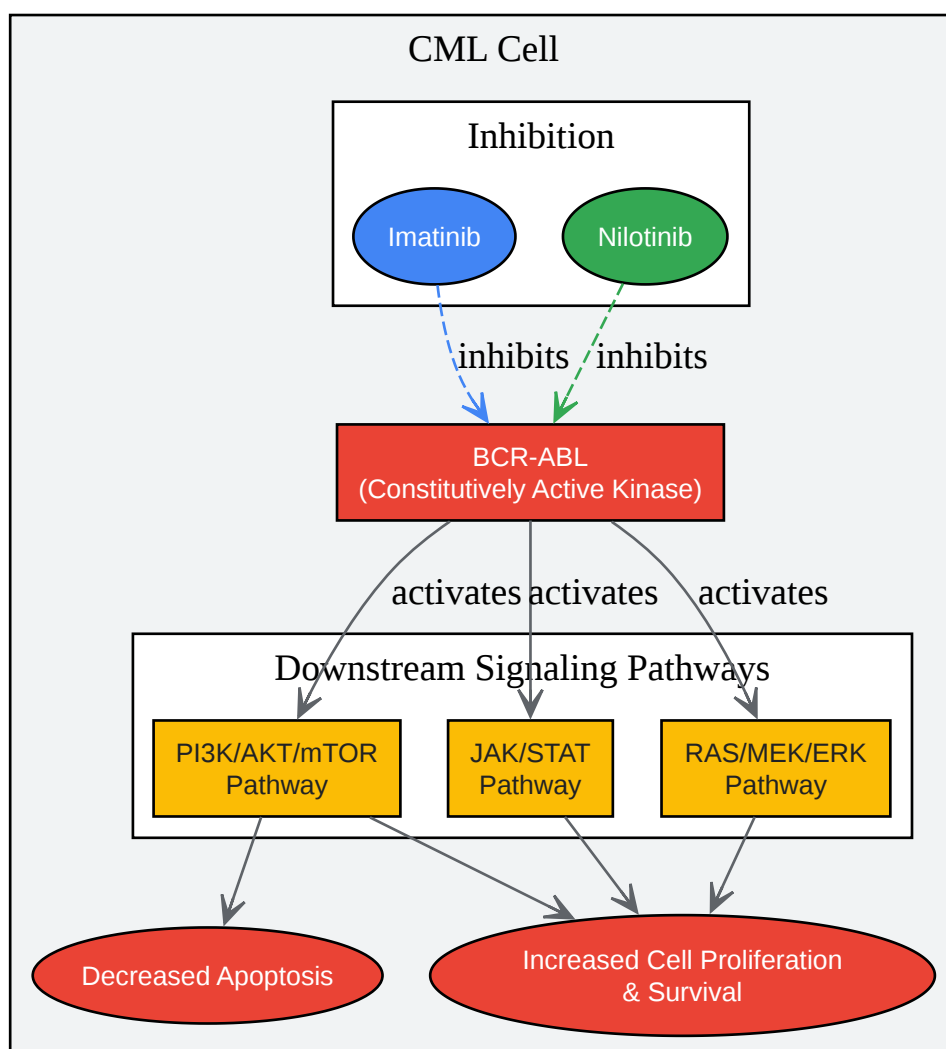 CML Cell
Inhibition
Imatinib
Nilotinib
inhibits
inhibits
BCR-ABL
(Constitutively Active Kinase)
activates
activates
activates
Downstream Signaling Pathways
PI3K/AKT/mTOR
Pathway
JAK/STAT
Pathway
RAS/MEK/ERK
Pathway
Decreased Apoptosis
Increased Cell Proliferation
& Survival